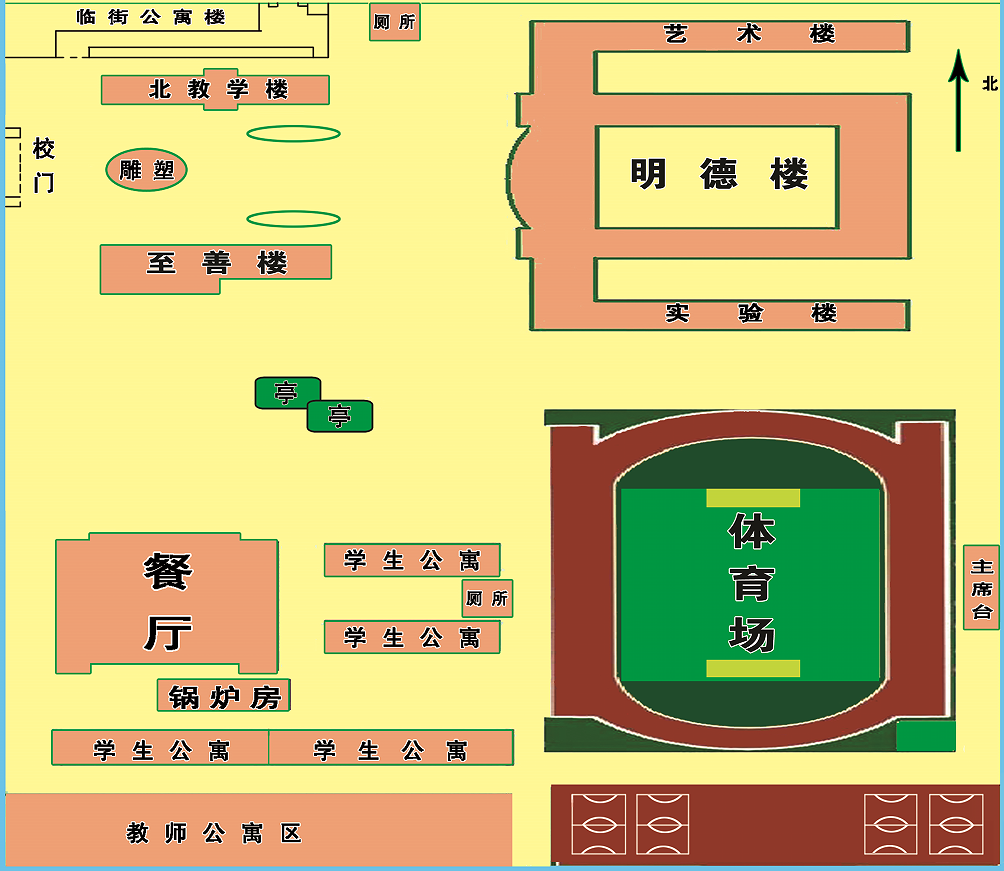 临街公寓楼
厕所
艺术楼
北
北教学楼
校门
雕塑
明德楼
至善楼
实验楼
亭
亭
体育场
餐厅
学生公寓
主席台
厕所
学生公寓
锅炉房
学生公寓
学生公寓
教师公寓区